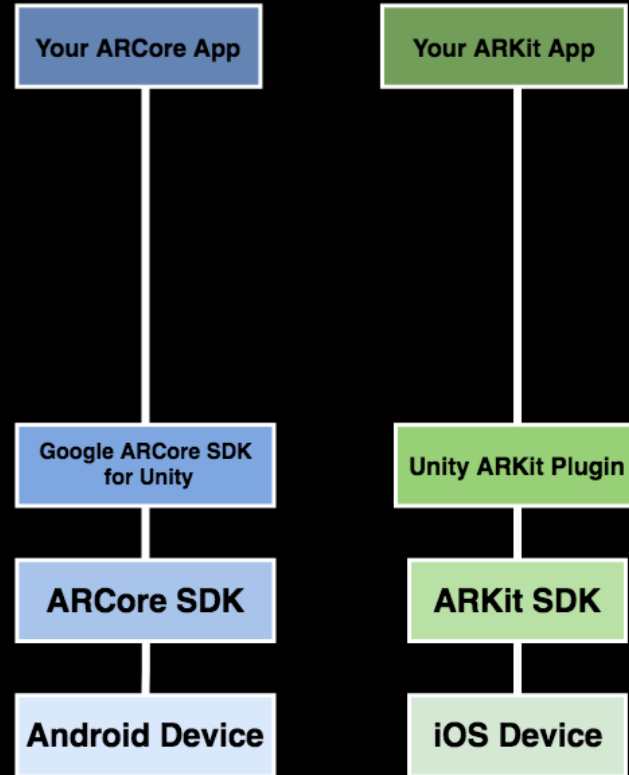 Your ARCore App
Your ARKit App
Google ARCore SDK
for Unity
Unity ARKit Plugin
ARCore SDK
ARKit SDK
Android Device
iOS Device